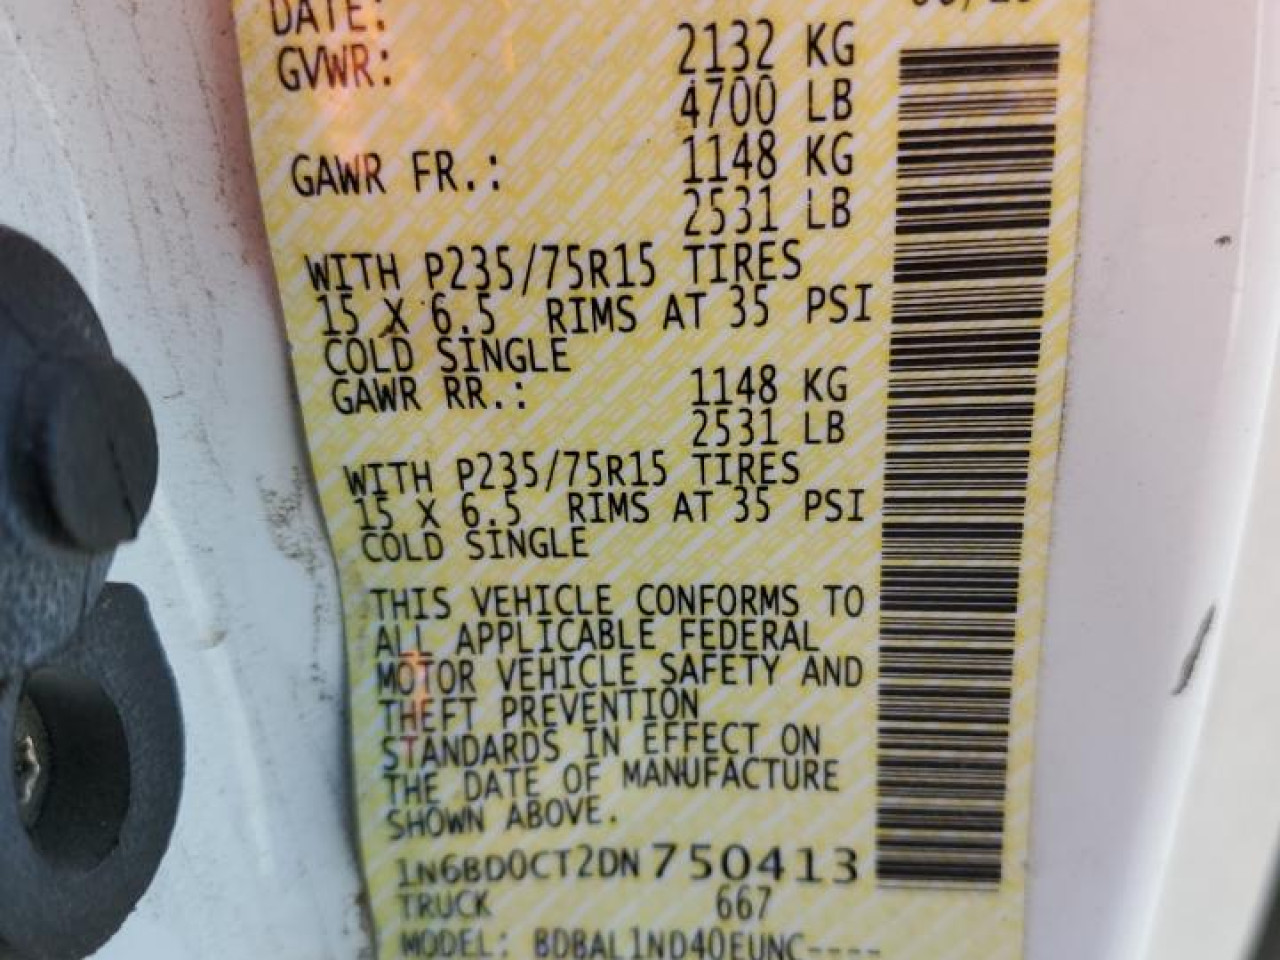 DATE:
GVWR: 2132 KG
4700 LB
GAWR FR.: 1148 KG
2531 LB
WITH P235/75R15 TIRES
15 X 6.5 RIMS AT 35 PSI
COLD SINGLE
GAWR RR.: 1148 KG
2531 LB
WITH P235/75R15 TIRES
15 X 6.5 RIMS AT 35 PSI
COLD SINGLE
THIS VEHICLE CONFORMS TO
ALL APPLICABLE FEDERAL
MOTOR VEHICLE SAFETY AND
THEFT PREVENTION
STANDARDS IN EFFECT ON
THE DATE OF MANUFACTURE
SHOWN ABOVE.
1N6BD0CT2DN750413
TRUCK 667
MODEL: BDBAL1ND40EUNC----